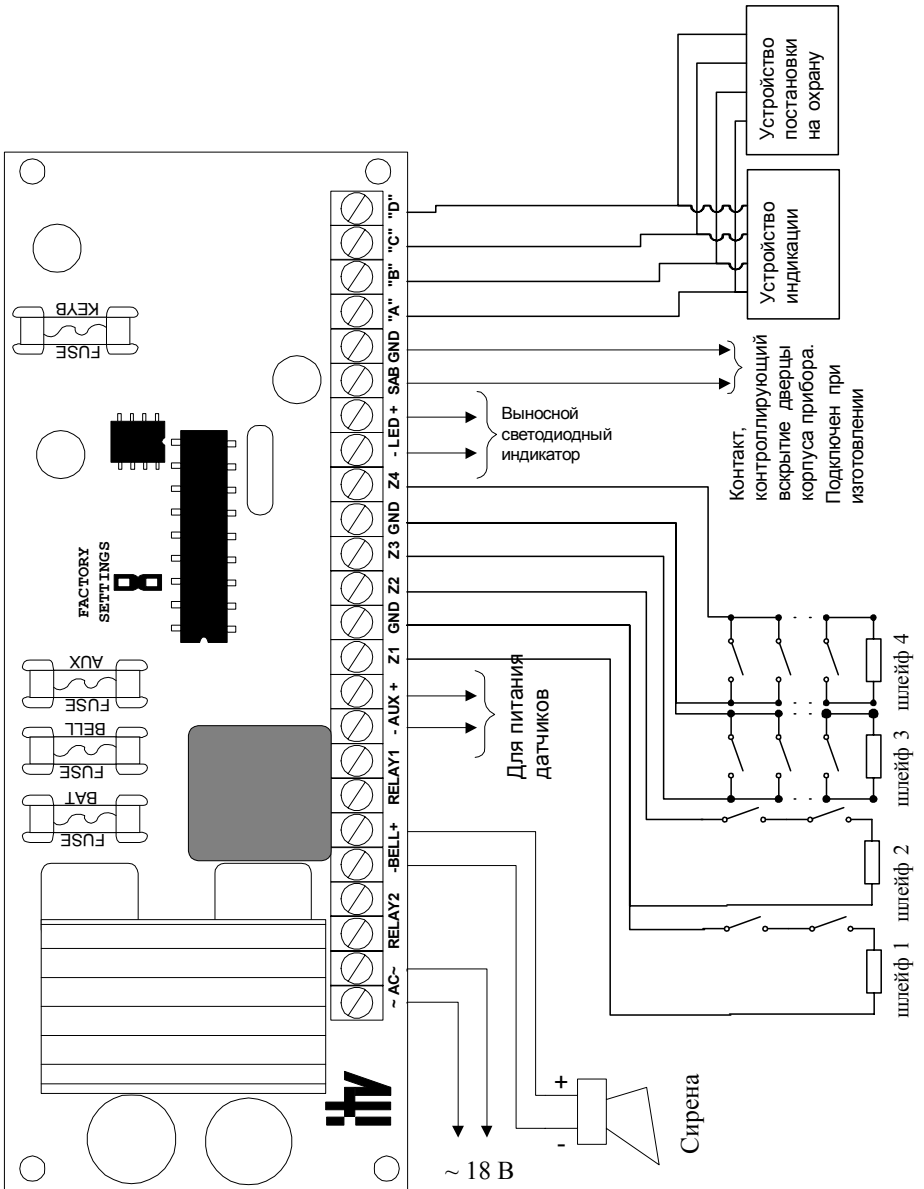 Устройство
постановки
на охрану
Устройство
индикации
FUSE
KEYB
FACTORY
SETTINGS
FUSE
AUX
FUSE
BELL
FUSE
BAT
"D"
"C"
"B"
"A"
SAB GND
- LED +
Z4
GND
Z3
Z2
GND
Z1
- AUX +
RELAY1
-BELL+
RELAY2
~ AC~
Контакт,
контроллирующий
вскрытие дверцы
корпуса прибора.
Подключен при
изготовлении
Выносной
светодиодный
индикатор
Для питания
датчиков
шлейф 4
шлейф 3
шлейф 2
шлейф 1
+
-
Сирена
~ 18 В